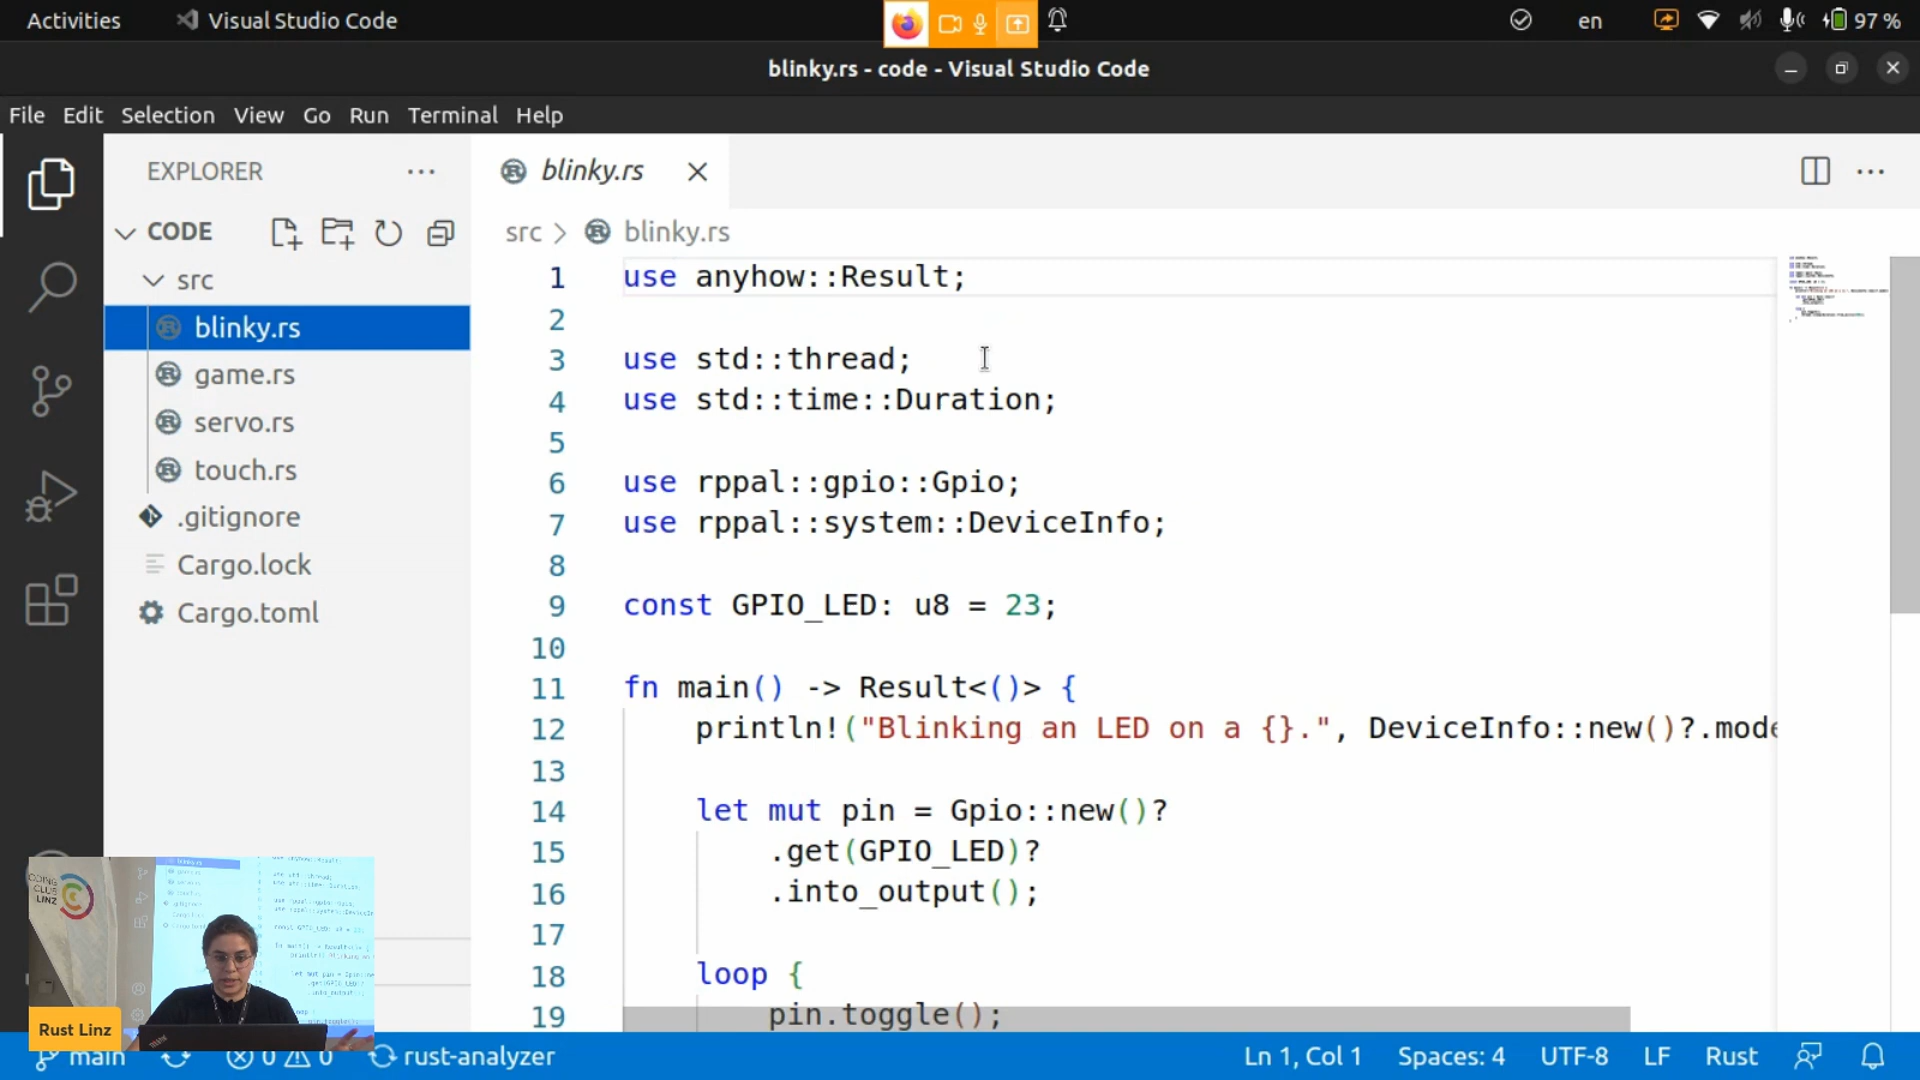 Activities
Visual Studio Code
en
97 %
blinky.rs - code - Visual Studio Code
File Edit Selection View Go Run Terminal Help
EXPLORER
CODE
src
blinky.rs
game.rs
servo.rs
touch.rs
.gitignore
Cargo.lock
Cargo.toml
blinky.rs
src > blinky.rs
1 use anyhow::Result;
2
3 use std::thread;
4 use std::time::Duration;
5
6 use rppal::gpio::Gpio;
7 use rppal::system::DeviceInfo;
8
9 const GPIO_LED: u8 = 23;
10
11 fn main() -> Result<()> {
12 println!("Blinking an LED on a {}.", DeviceInfo::new()?.mode
13
14 let mut pin = Gpio::new()?
15 .get(GPIO_LED)?
16 .into_output();
17
18 loop {
19 pin.toggle();
CLUB
LINZ
Rust Linz
main
0 0
rust-analyzer
Ln 1, Col 1
Spaces: 4
UTF-8
LF
Rust